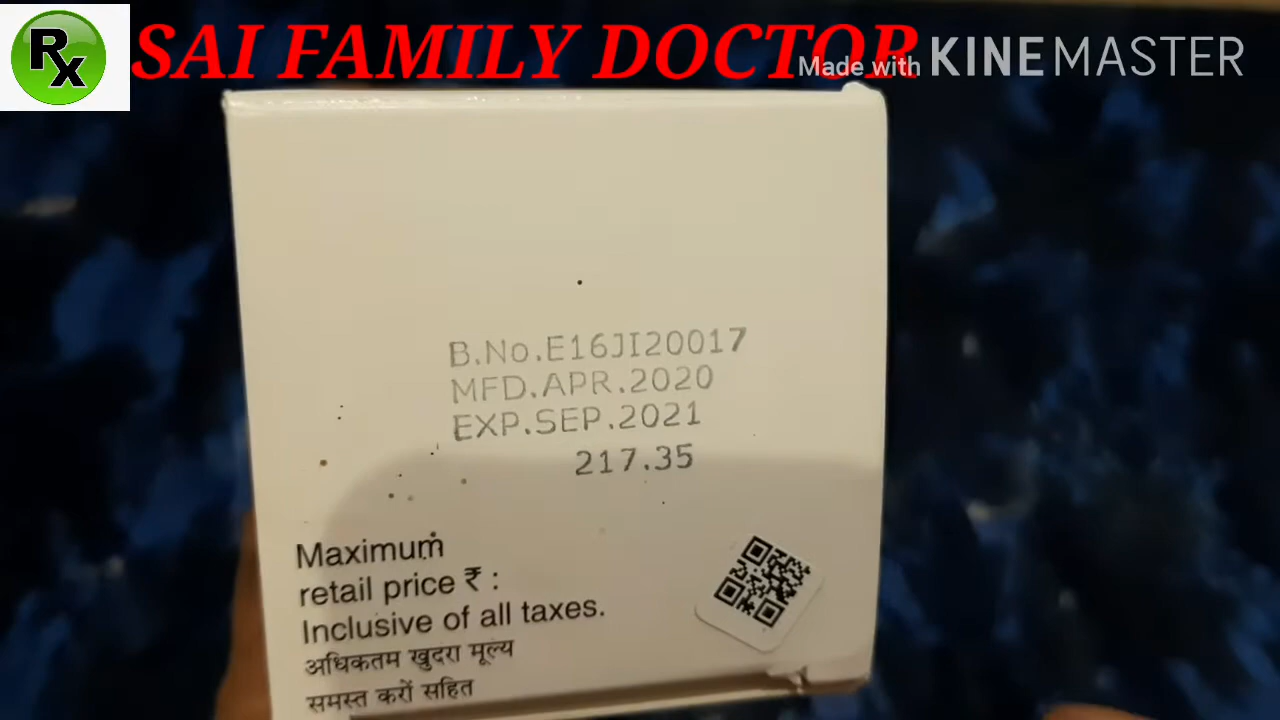 Rx
SAI FAMILY DOCTOR
Made with KINEMASTER
B.No.E16JI20017
MFD.APR.2020
EXP.SEP.2021
217.35
Maximum
retail price ₹ :
Inclusive of all taxes.
अधिकतम खुदरा मूल्य
समस्त करों सहित